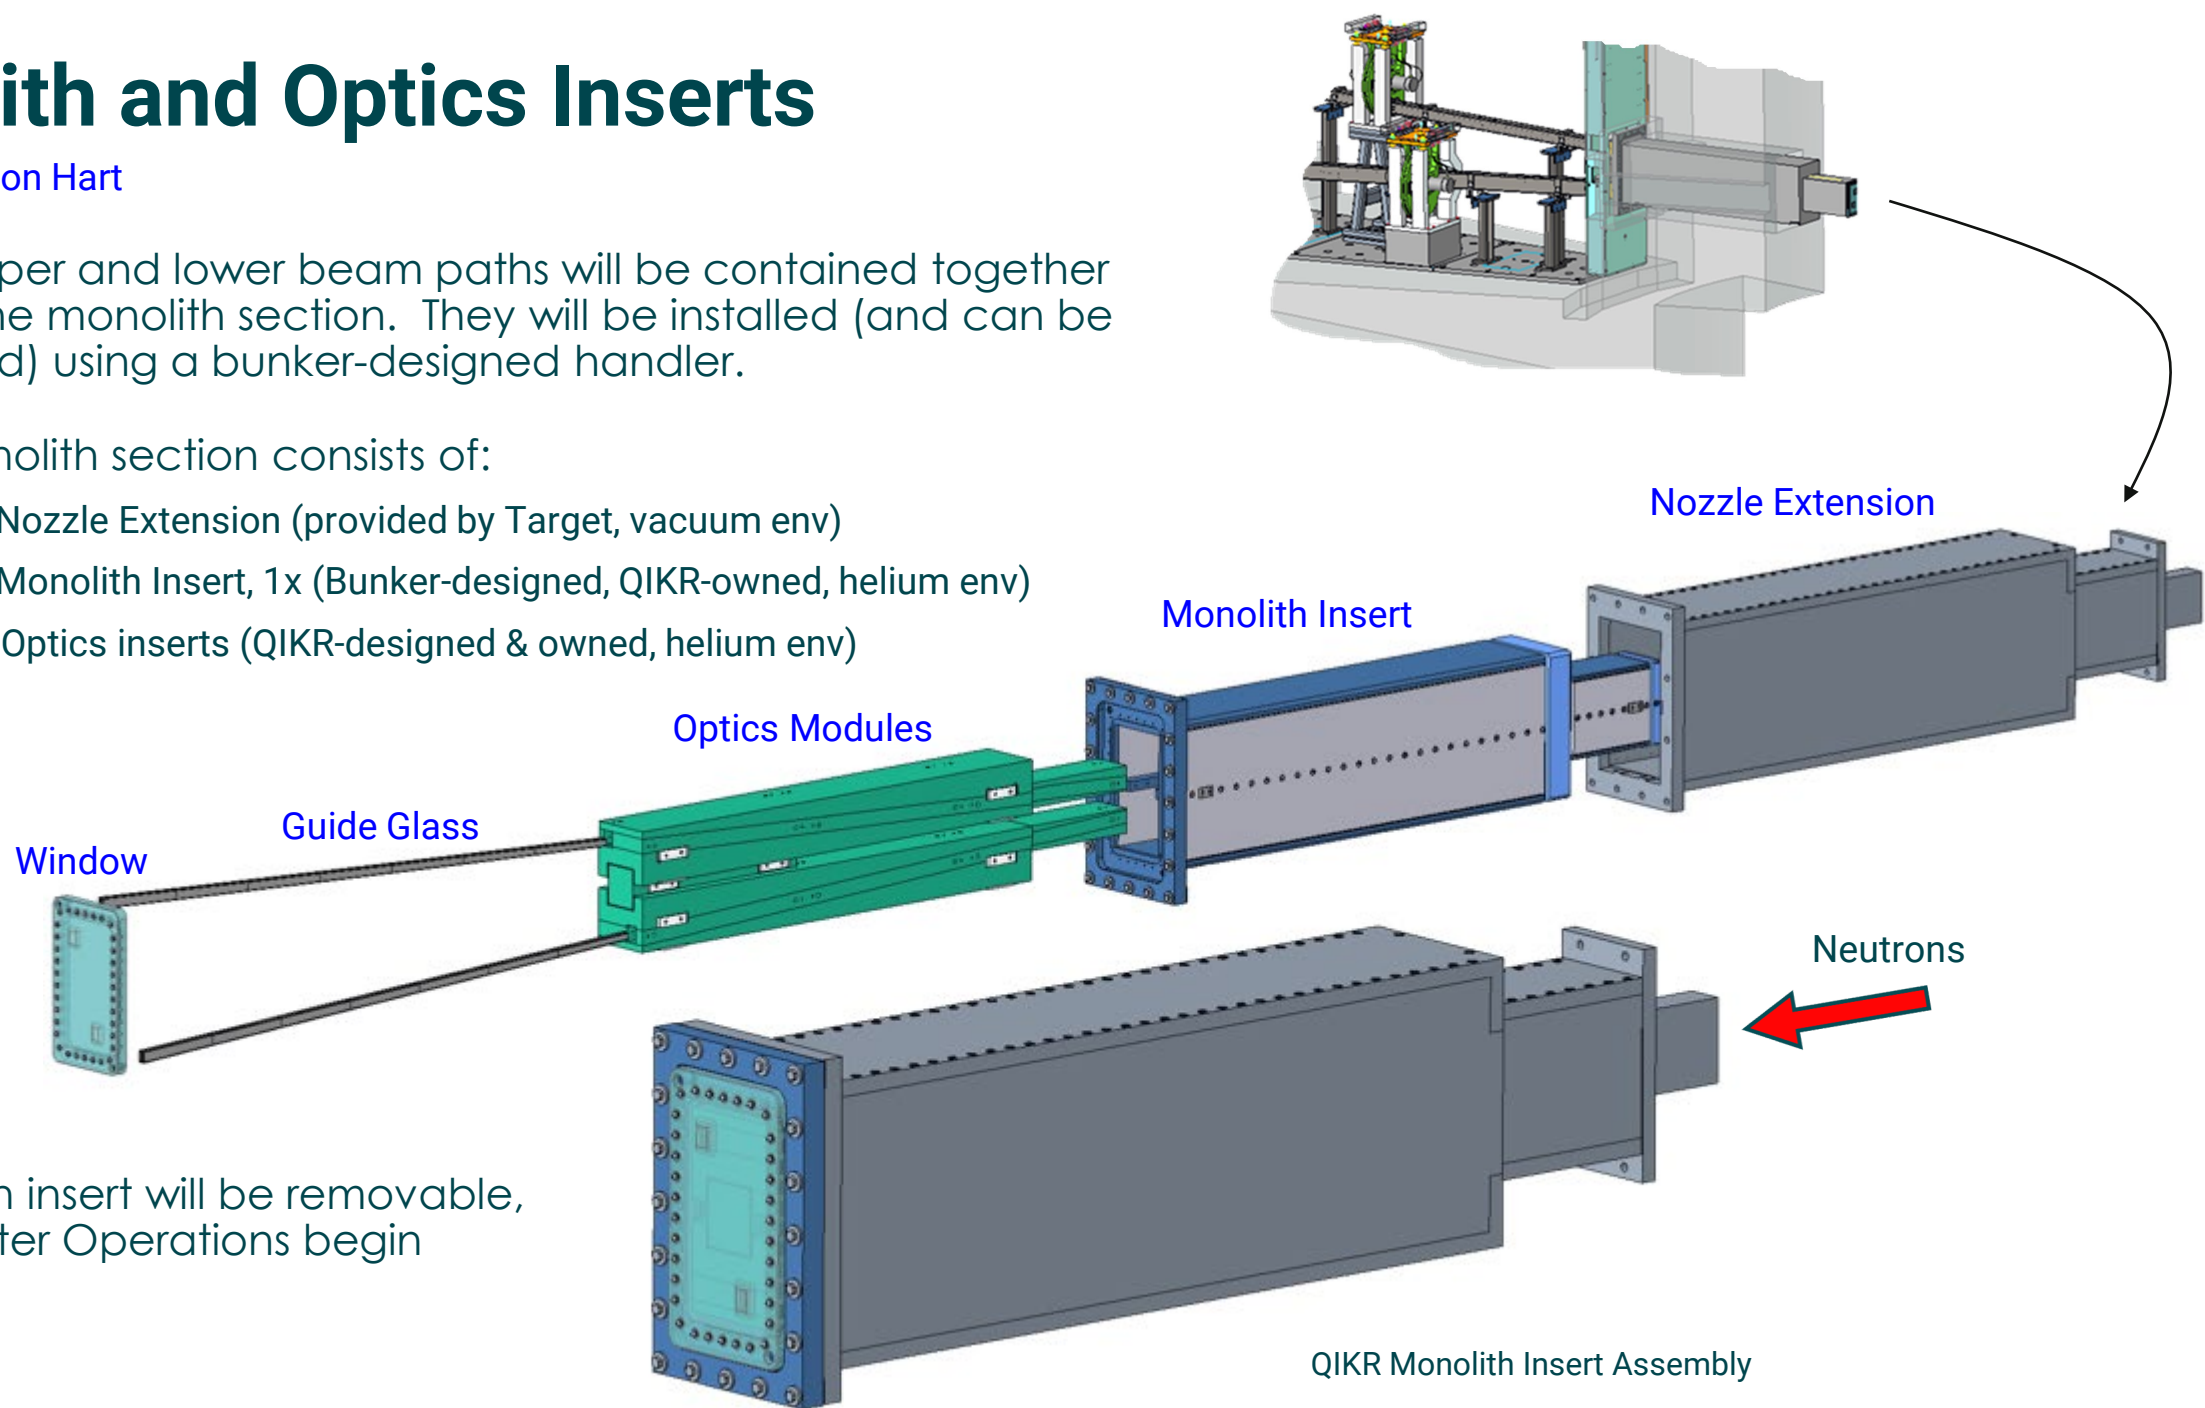 ith and Optics Inserts
on Hart
per and lower beam paths will be contained together
he monolith section. They will be installed (and can be
d) using a bunker-designed handler.
nolith section consists of:
Nozzle Extension (provided by Target, vacuum env)
Monolith Insert, 1x (Bunker-designed, QIKR-owned, helium env)
Optics inserts (QIKR-designed & owned, helium env)
Nozzle Extension
Monolith Insert
Optics Modules
Guide Glass
Window
Neutrons
n insert will be removable,
ter Operations begin
QIKR Monolith Insert Assembly